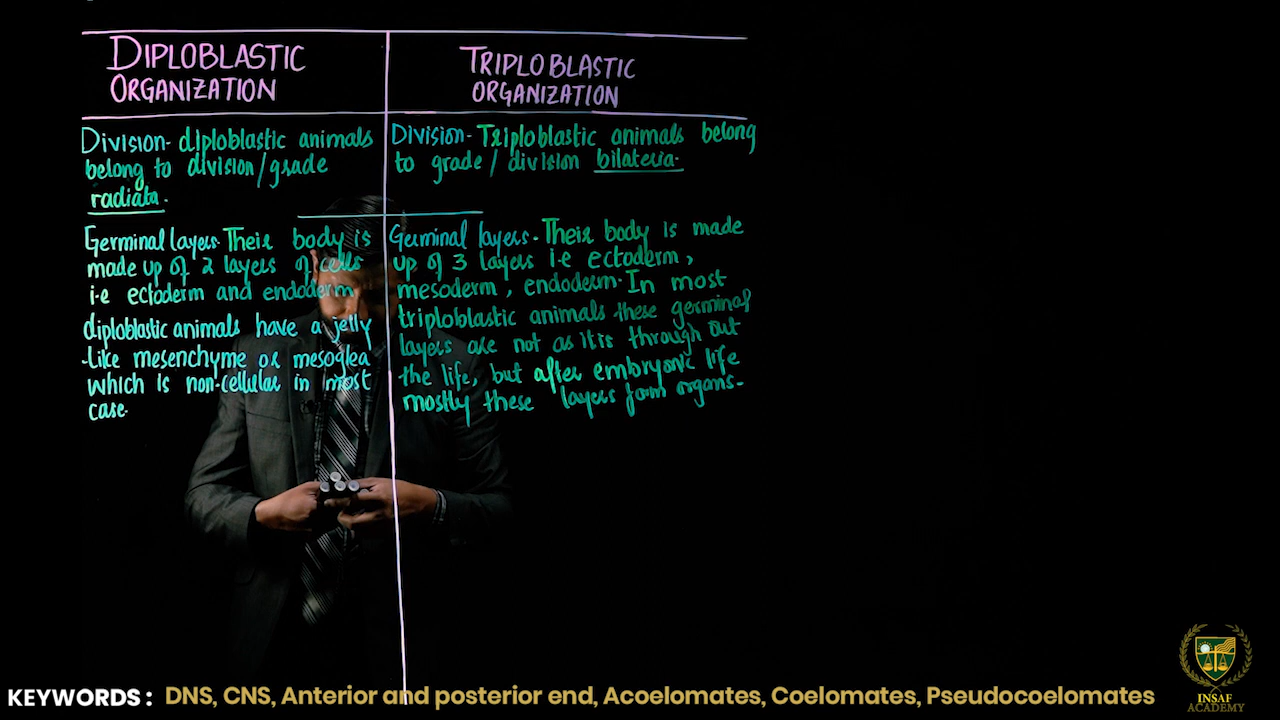 DIPLOBLASTIC
ORGANIZATION
Division- diploblastic animals
belong to division/grade
radiata.
Germinal layers- Their body is
made up of 2 layers of cells
i-e ectoderm and endoderm
diploblastic animals have a jelly
-like mesenchyme or mesoglea
which is non-cellular in most
case.
TRIPLOBLASTIC
ORGANIZATION
Division- Triploblastic animals belong
to grade / division bilateria.
Germinal layers- Their body is made
up of 3 layers i-e ectoderm,
mesoderm, endoderm. In most
triploblastic animals these germinal
layers are not as it is through out
the life, but after embryonic life
mostly these layers form organs-
KEYWORDS: DNS, CNS, Anterior and posterior end, Acoelomates, Coelomates, Pseudocoelomates
INSAF
ACADEMY